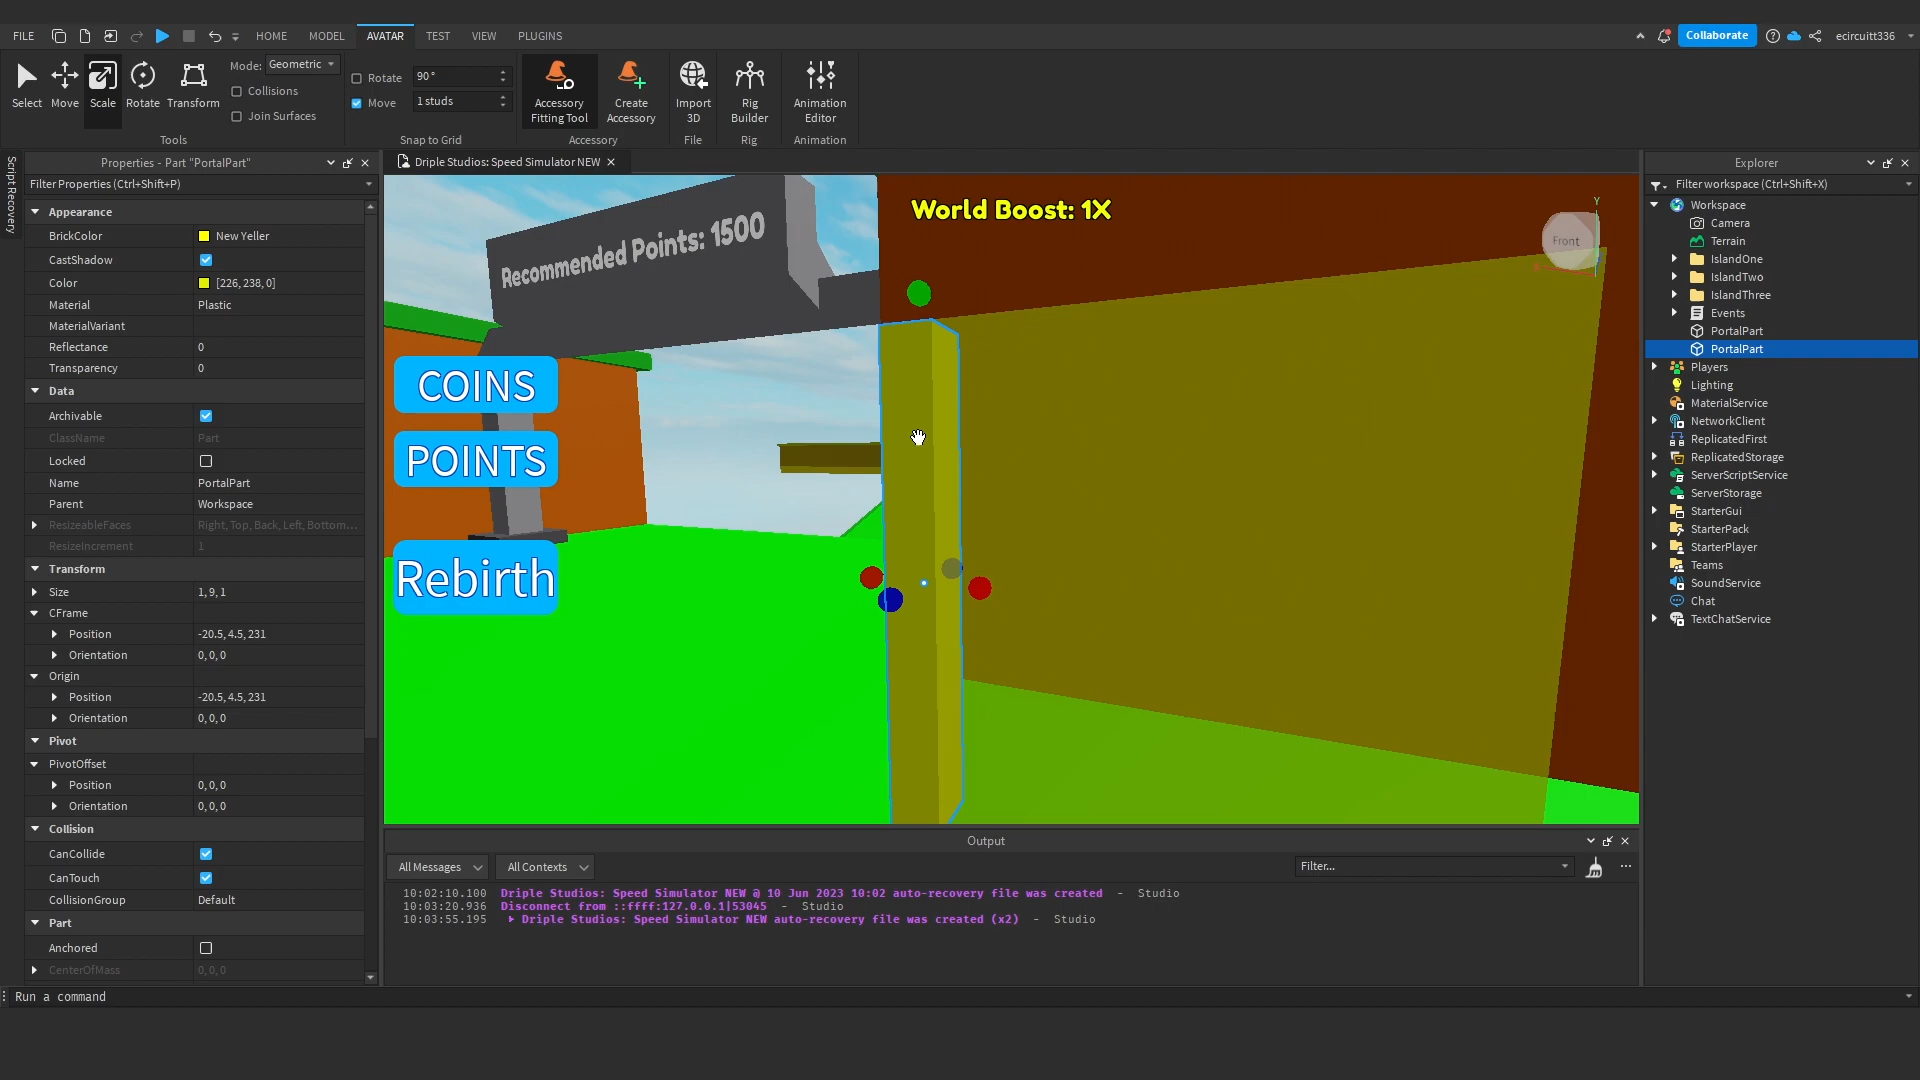 FILE
HOME
MODEL
AVATAR
TEST
VIEW
PLUGINS
Collaborate
ecircuitt336
Select
Move
Scale
Rotate
Transform
Mode:
Geometric
Collisions
Join Surfaces
Tools
Rotate
90°
Move
1 studs
Snap to Grid
Accessory
Fitting Tool
Create
Accessory
Accessory
Import
3D
File
Rig
Builder
Rig
Animation
Editor
Animation
Script Recovery
Properties - Part "PortalPart"
Filter Properties (Ctrl+Shift+P)
Appearance
BrickColor New Yeller
CastShadow
Color [226, 238, 0]
Material Plastic
MaterialVariant
Reflectance 0
Transparency 0
Data
Archivable
ClassName Part
Locked
Name PortalPart
Parent Workspace
ResizeableFaces Right, Top, Back, Left, Bottom...
ResizeIncrement 1
Transform
Size 1, 9, 1
CFrame
Position -20.5, 4.5, 231
Orientation 0, 0, 0
Origin
Position -20.5, 4.5, 231
Orientation 0, 0, 0
Pivot
PivotOffset
Position 0, 0, 0
Orientation 0, 0, 0
Collision
CanCollide
CanTouch
CollisionGroup Default
Part
Anchored
CenterOfMass 0, 0, 0
Driple Studios: Speed Simulator NEW
World Boost: 1X
Recommended Points: 1500
Y
Front
COINS
POINTS
Rebirth
Output
All Messages
All Contexts
Filter...
10:02:10.100 Driple Studios: Speed Simulator NEW @ 10 Jun 2023 10:02 auto-recovery file was created - Studio
10:03:20.936 Disconnect from ::ffff:127.0.0.1|53045 - Studio
10:03:55.195 Driple Studios: Speed Simulator NEW auto-recovery file was created (x2) - Studio
Explorer
Filter workspace (Ctrl+Shift+X)
Workspace
Camera
Terrain
IslandOne
IslandTwo
IslandThree
Events
PortalPart
PortalPart
Players
Lighting
MaterialService
NetworkClient
ReplicatedFirst
ReplicatedStorage
ServerScriptService
ServerStorage
StarterGui
StarterPack
StarterPlayer
Teams
SoundService
Chat
TextChatService
Run a command